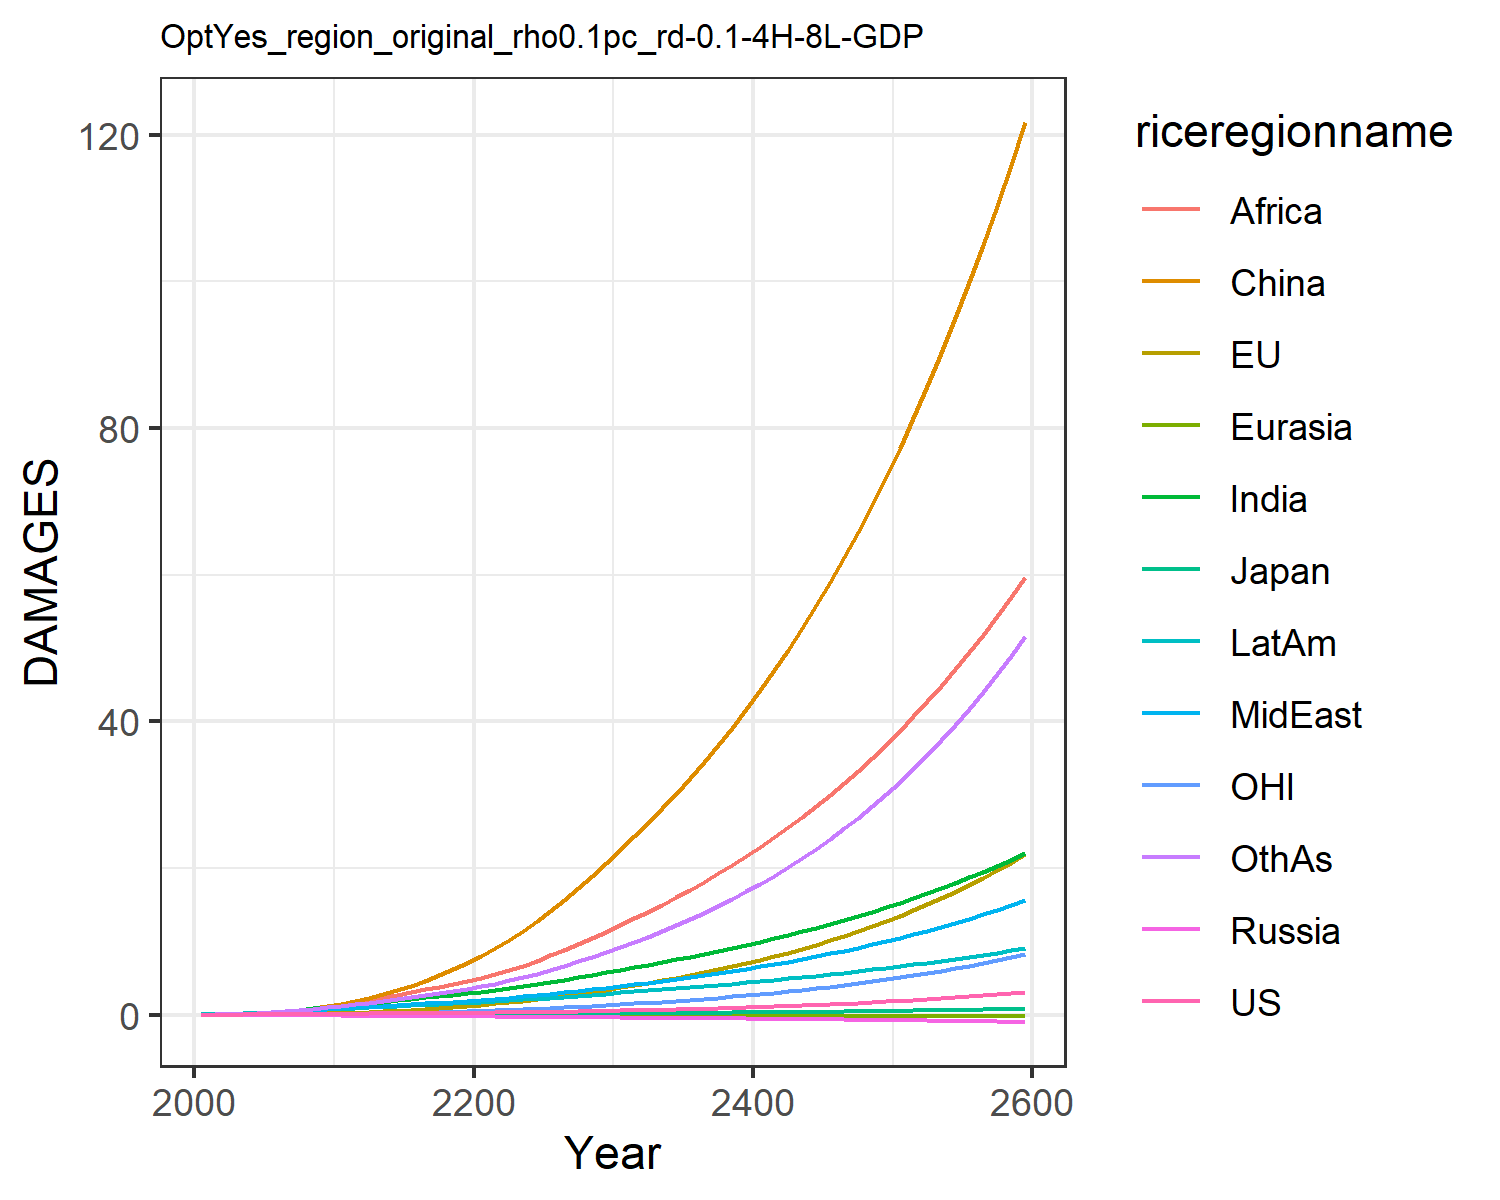 OptYes_region_original_rho0.1pc_rd-0.1-4H-8L-GDP
120
80
40
0
DAMAGES
2000 2200 2400 2600
Year
riceregionname
Africa
China
EU
Eurasia
India
Japan
LatAm
MidEast
OHI
OthAs
Russia
US